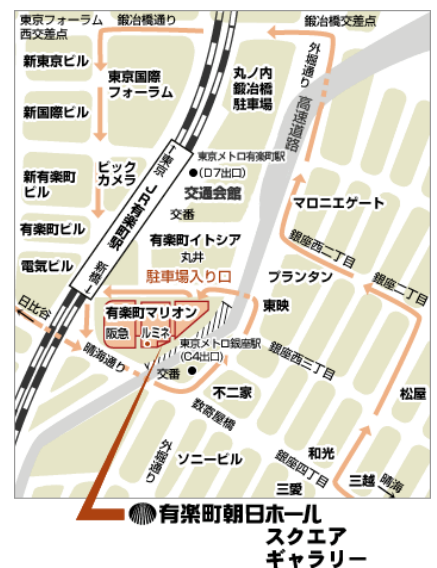 東京フォーラム
西交差点
鍛冶橋通り
鍛冶橋交差点
新東京ビル
東京国際
フォーラム
丸ノ内
鍛冶橋
駐車場
外堀通り
高速道路
新国際ビル
↑東京
JR有楽町駅
新橋↓
東京メトロ有楽町駅
(D7出口)
交通会館
新有楽町
ビル
ビック
カメラ
交番
マロニエゲート
有楽町ビル
有楽町イトシア
丸井
銀座西二丁目
電気ビル
駐車場入り口
プランタン
銀座二丁目
日比谷
有楽町マリオン
阪急
ルミネ
東映
晴海通り
東京メトロ銀座駅
(C4出口)
銀座西三丁目
交番
不二家
松屋
数寄屋橋
外堀通り
ソニービル
和光
銀座四丁目
三越
晴海
三愛
有楽町朝日ホール
スクエア
ギャラリー